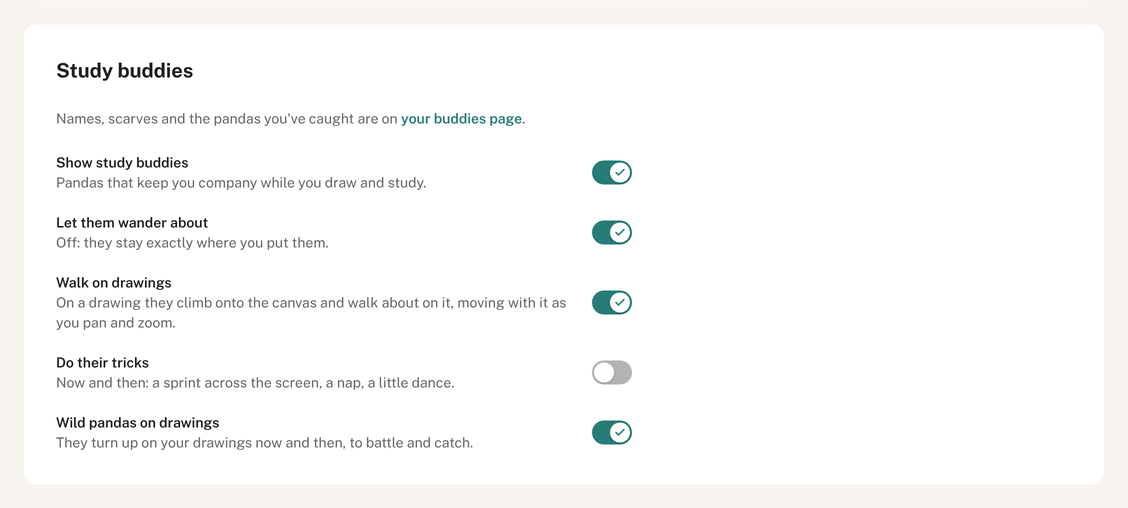 Study buddies
Names, scarves and the pandas you've caught are on your buddies page.
Show study buddies
Pandas that keep you company while you draw and study.
Let them wander about
Off: they stay exactly where you put them.
Walk on drawings
On a drawing they climb onto the canvas and walk about on it, moving with it as
you pan and zoom.
Do their tricks
Now and then: a sprint across the screen, a nap, a little dance.
Wild pandas on drawings
They turn up on your drawings now and then, to battle and catch.